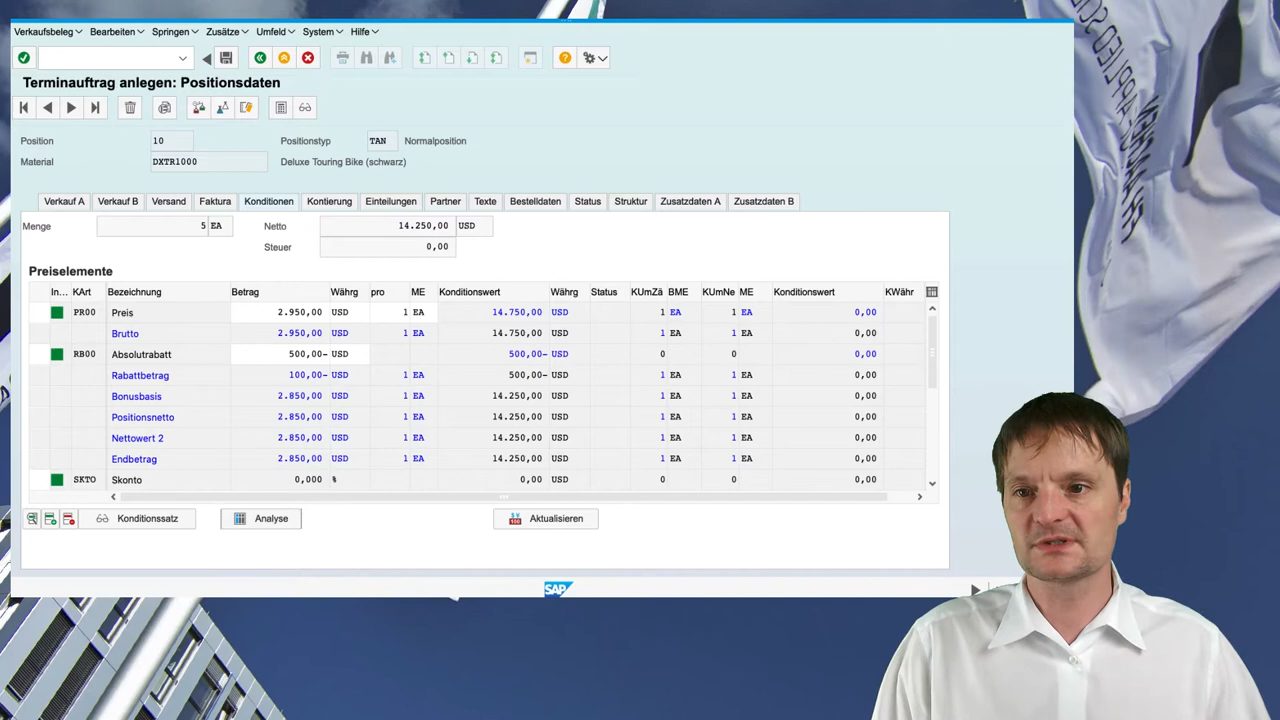 Verkaufsbeleg Bearbeiten Springen Zusätze Umfeld System Hilfe
Terminauftrag anlegen: Positionsdaten
Position 10 Positionstyp TAN Normalposition
Material DXTR1000 Deluxe Touring Bike (schwarz)
Verkauf A Verkauf B Versand Faktura Konditionen Kontierung Einteilungen Partner Texte Bestelldaten Status Struktur Zusatzdaten A Zusatzdaten B
Menge 5 EA Netto 14.250,00 USD
Steuer 0,00
Preiselemente
In... KArt Bezeichnung Betrag Währg pro ME Konditionswert Währg Status KUmZä BME KUmNe ME Konditionswert KWähr
PR00 Preis 2.950,00 USD 1 EA 14.750,00 USD 1 EA 1 EA 0,00
Brutto 2.950,00 USD 1 EA 14.750,00 USD 1 EA 1 EA 0,00
RB00 Absolutrabatt 500,00- USD 500,00- USD 0 0 0,00
Rabattbetrag 100,00- USD 1 EA 500,00- USD 1 EA 1 EA 0,00
Bonusbasis 2.850,00 USD 1 EA 14.250,00 USD 1 EA 1 EA 0,00
Positionsnetto 2.850,00 USD 1 EA 14.250,00 USD 1 EA 1 EA 0,00
Nettowert 2 2.850,00 USD 1 EA 14.250,00 USD 1 EA 1 EA 0,00
Endbetrag 2.850,00 USD 1 EA 14.250,00 USD 1 EA 1 EA 0,00
SKTO Skonto 0,000 % 0,00 USD 0 0 0,00
Konditionssatz Analyse Aktualisieren
SAP